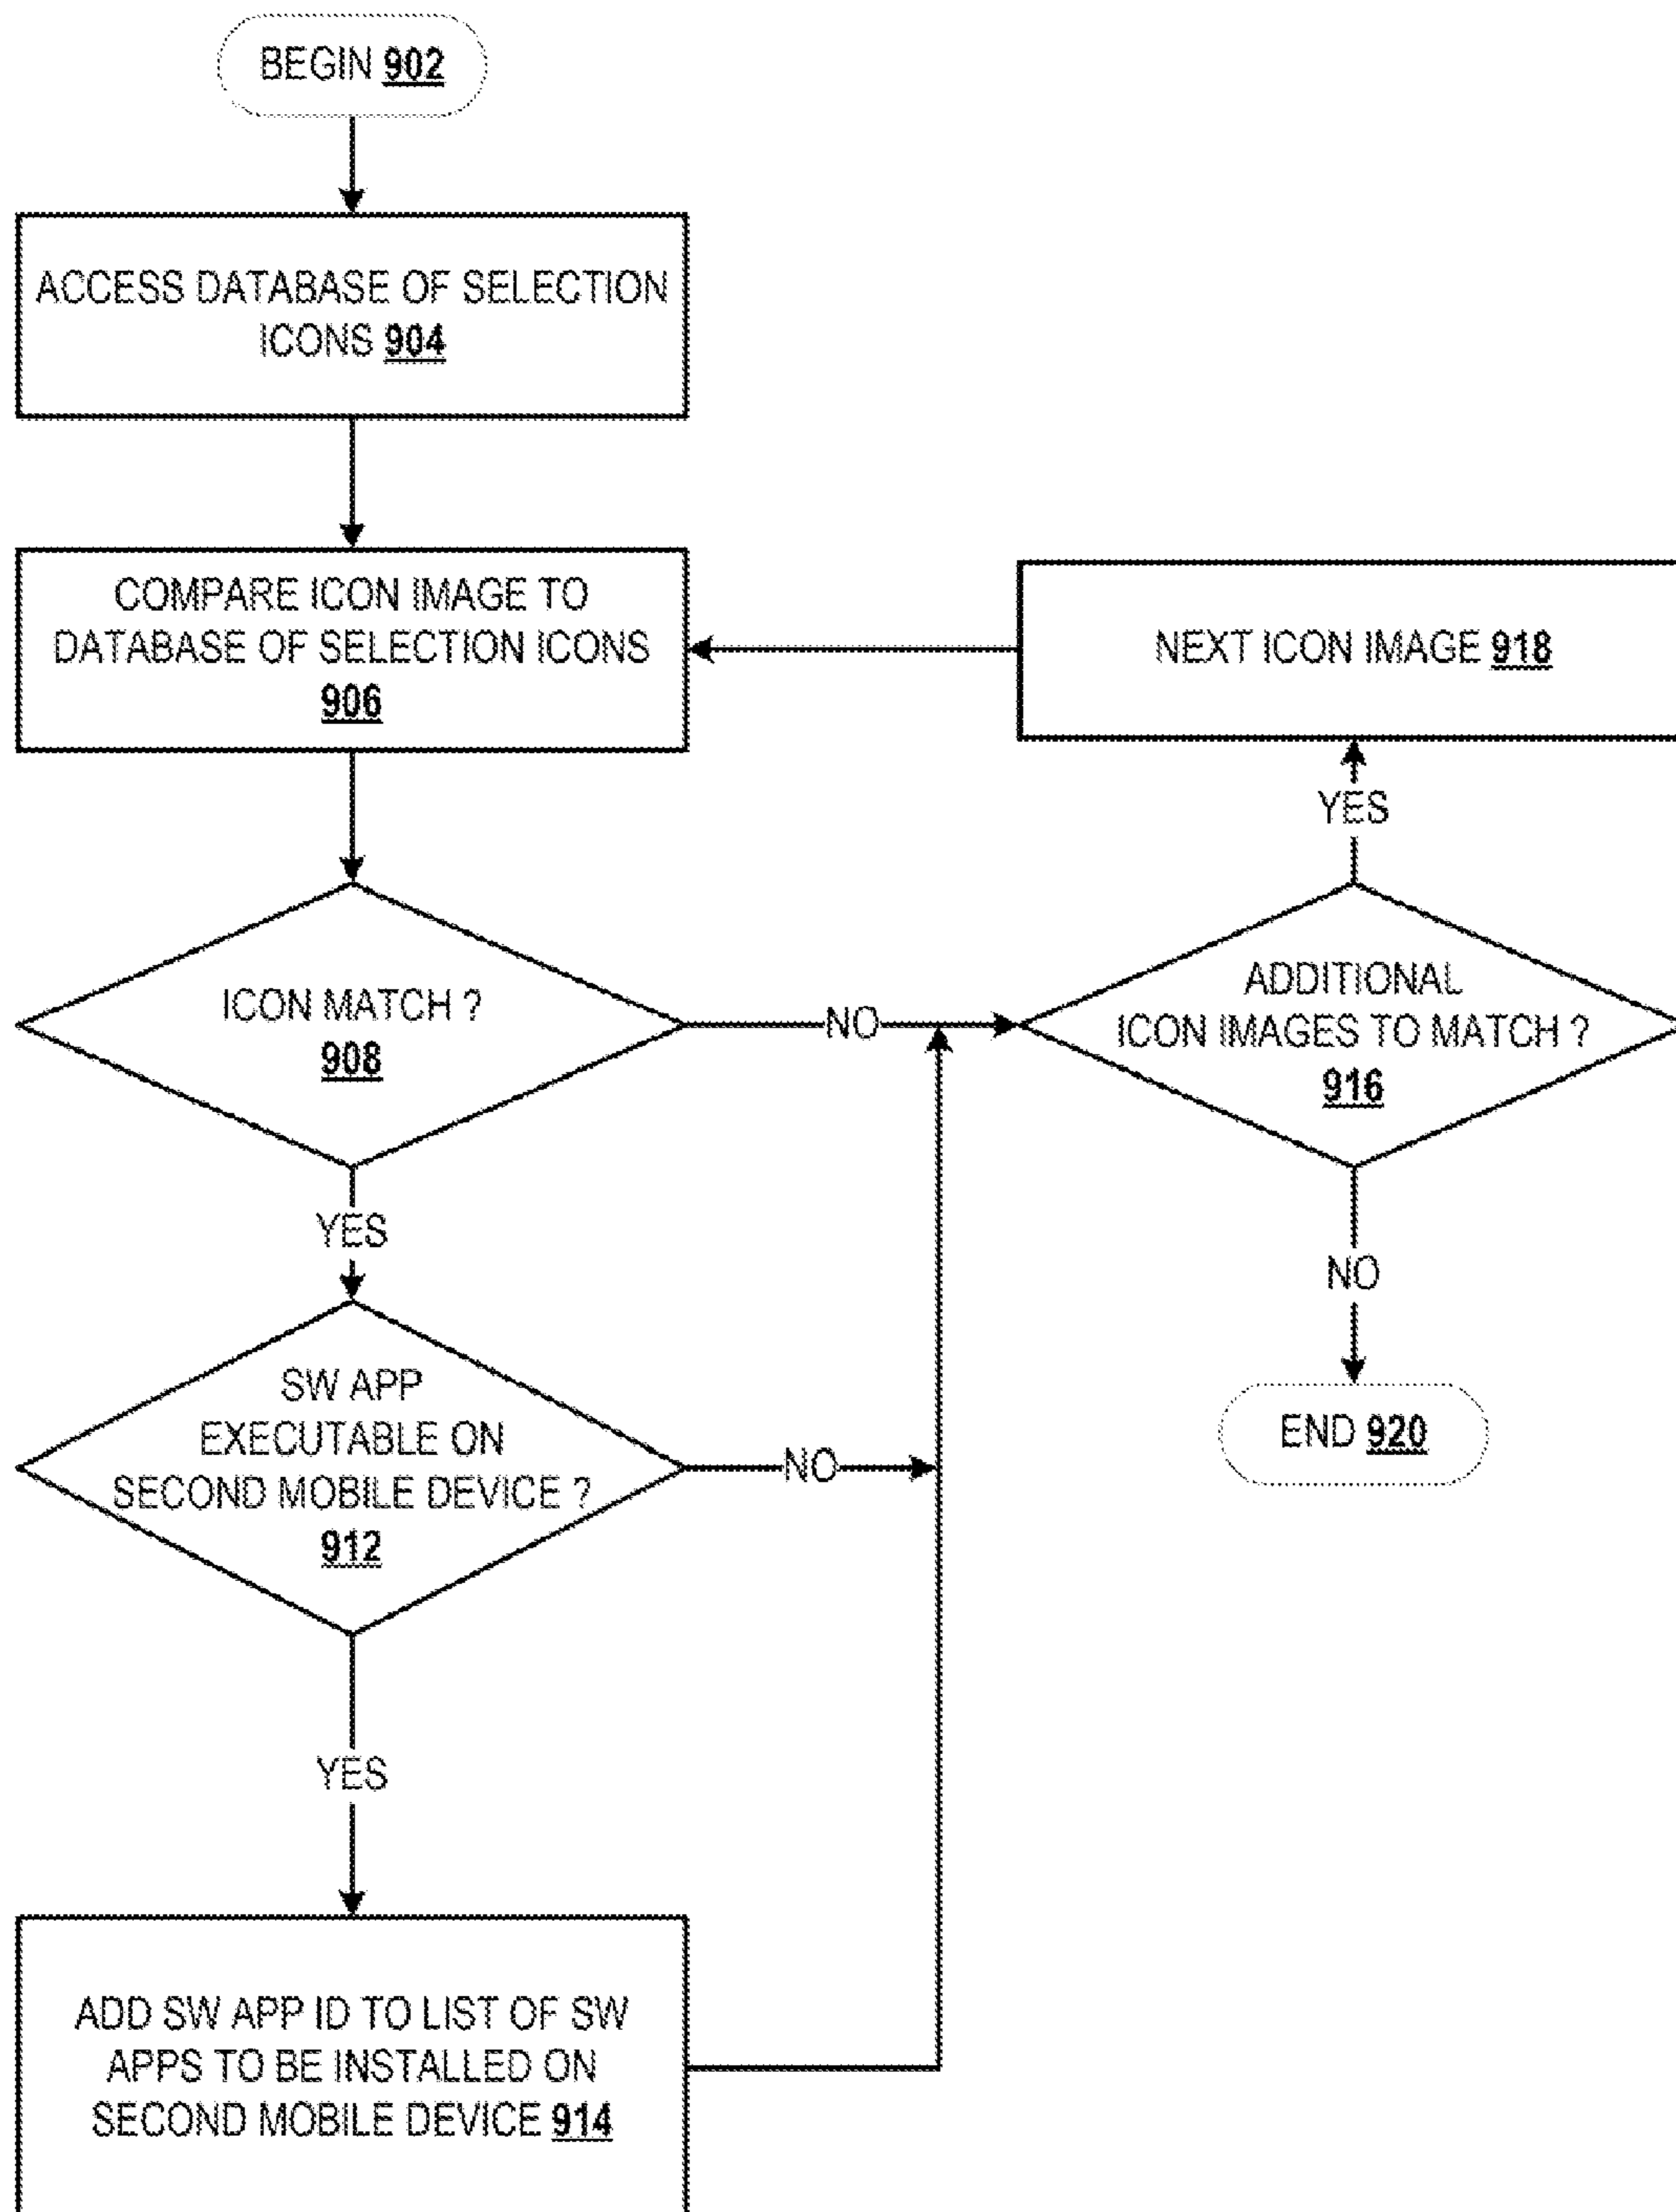 BEGIN 902
ACCESS DATABASE OF SELECTION
ICONS 904
COMPARE ICON IMAGE TO
DATABASE OF SELECTION ICONS
906
NEXT ICON IMAGE 918
YES
ICON MATCH ?
908
NO
ADDITIONAL
ICON IMAGES TO MATCH ?
916
YES
NO
SW APP
EXECUTABLE ON
SECOND MOBILE DEVICE ?
912
NO
END 920
YES
ADD SW APP ID TO LIST OF SW
APPS TO BE INSTALLED ON
SECOND MOBILE DEVICE 914